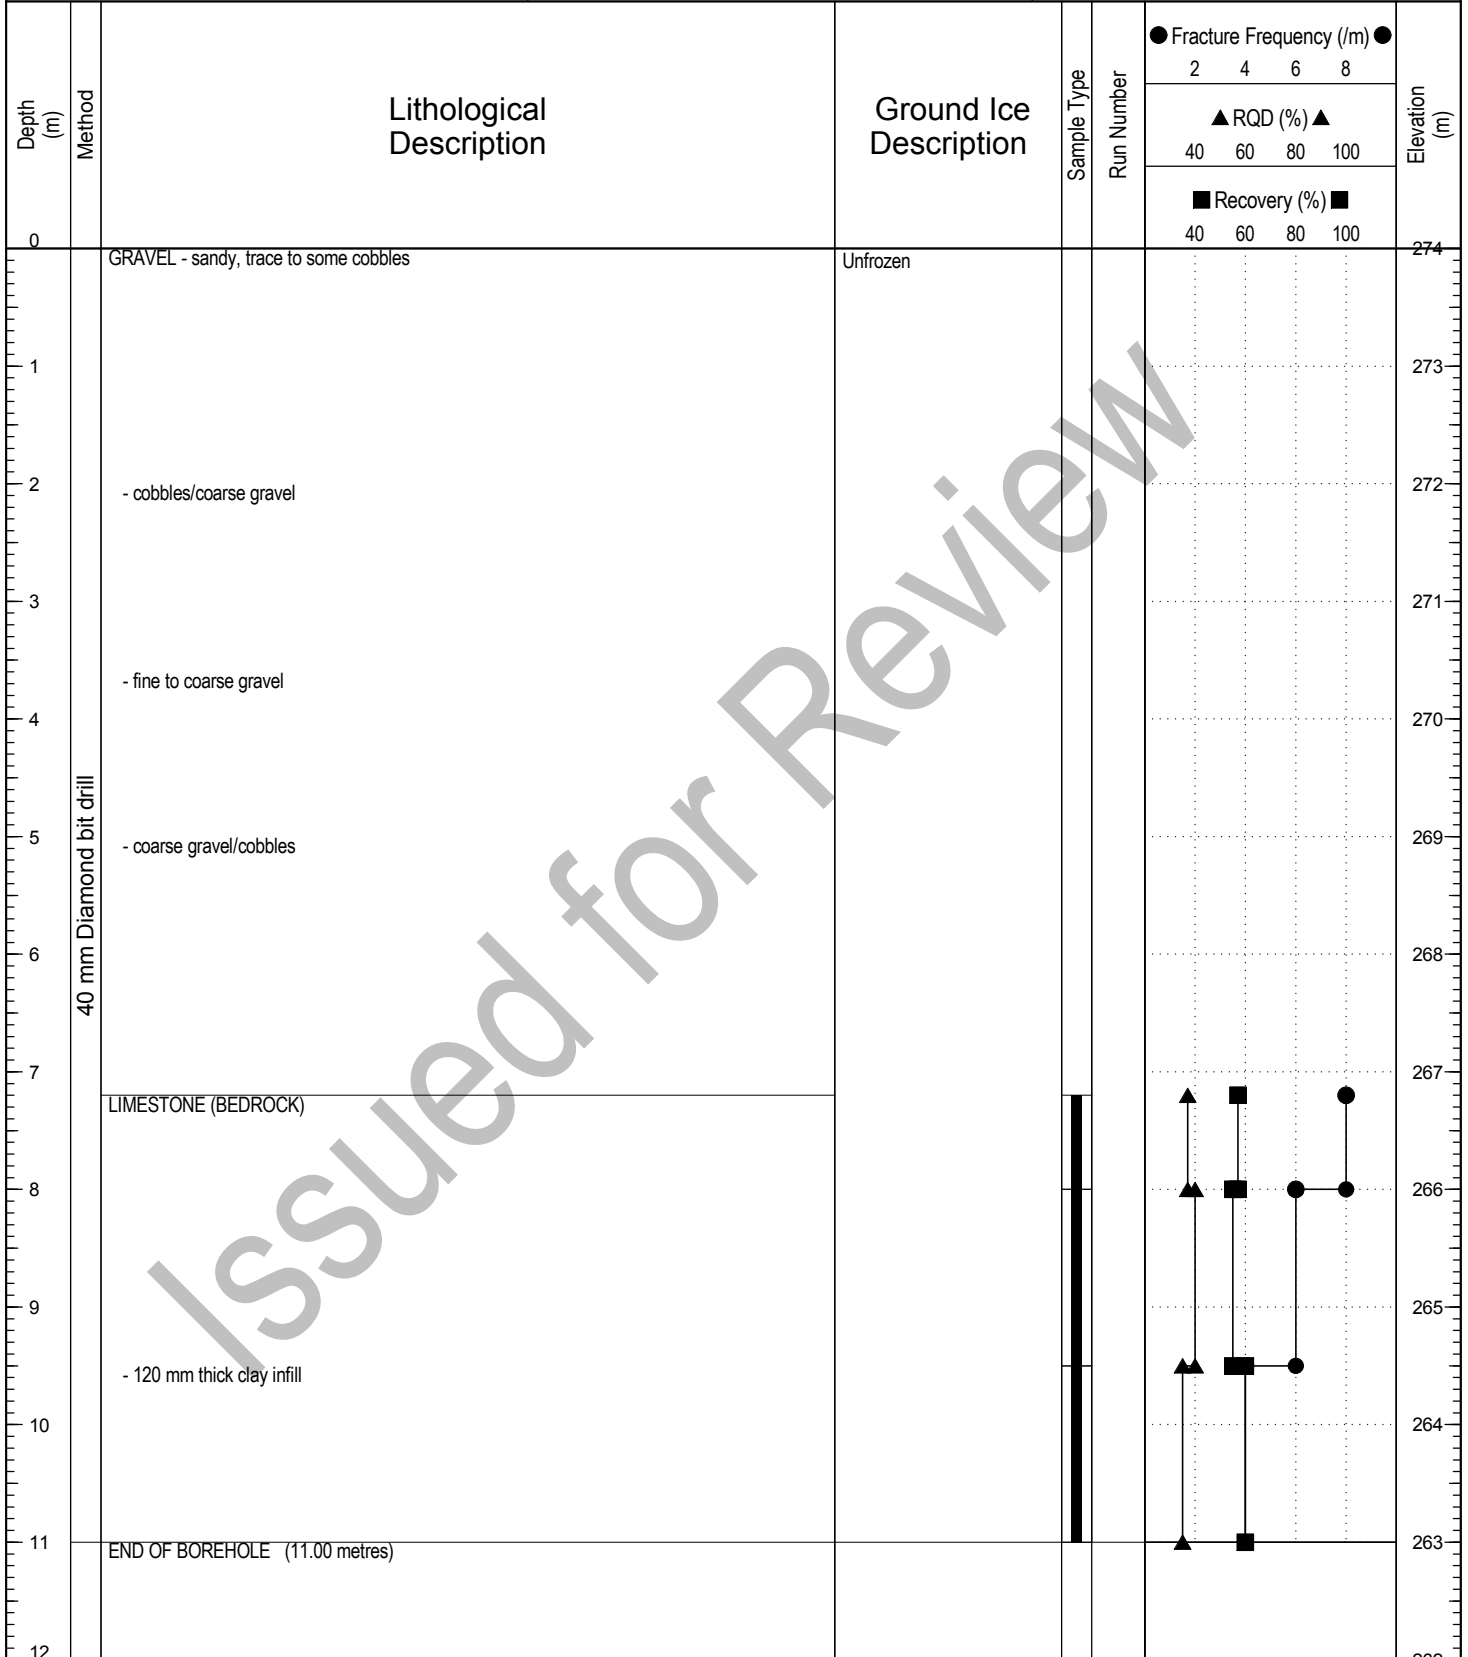 Depth
(m)
Method
Lithological
Description
Ground Ice
Description
Sample Type
Run Number
● Fracture Frequency (/m) ●
2 4 6 8
▲ RQD (%) ▲
40 60 80 100
■ Recovery (%) ■
40 60 80 100
Elevation
(m)
0
274
GRAVEL - sandy, trace to some cobbles
Unfrozen
1
273
2
- cobbles/coarse gravel
272
3
271
- fine to coarse gravel
4
270
40 mm Diamond bit drill
5
- coarse gravel/cobbles
269
6
268
7
267
LIMESTONE (BEDROCK)
8
266
9
265
- 120 mm thick clay infill
10
264
11
263
END OF BOREHOLE (11.00 metres)
12
Issued for Review